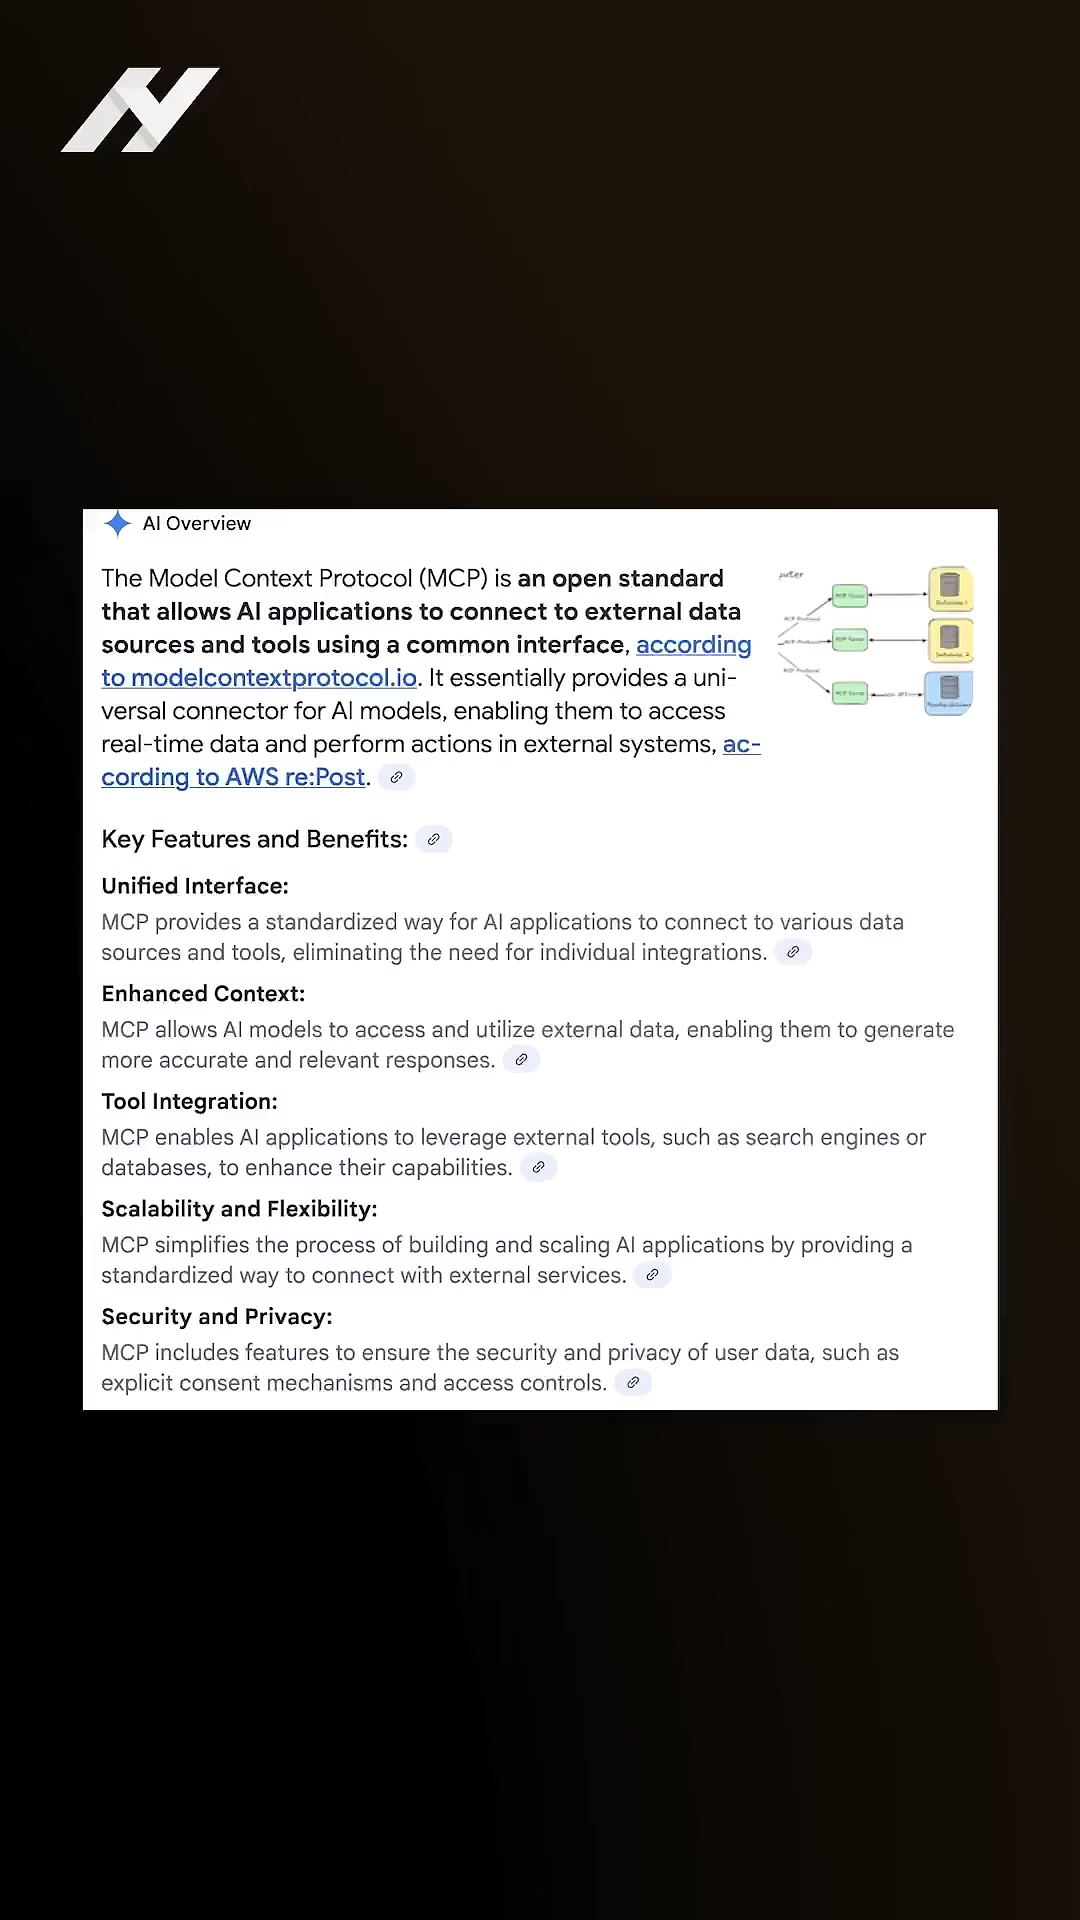 AI Overview
The Model Context Protocol (MCP) is an open standard
that allows AI applications to connect to external data
sources and tools using a common interface, according
to modelcontextprotocol.io. It essentially provides a uni-
versal connector for AI models, enabling them to access
real-time data and perform actions in external systems, ac-
cording to AWS re:Post.
Key Features and Benefits:
Unified Interface:
MCP provides a standardized way for AI applications to connect to various data
sources and tools, eliminating the need for individual integrations.
Enhanced Context:
MCP allows AI models to access and utilize external data, enabling them to generate
more accurate and relevant responses.
Tool Integration:
MCP enables AI applications to leverage external tools, such as search engines or
databases, to enhance their capabilities.
Scalability and Flexibility:
MCP simplifies the process of building and scaling AI applications by providing a
standardized way to connect with external services.
Security and Privacy:
MCP includes features to ensure the security and privacy of user data, such as
explicit consent mechanisms and access controls.